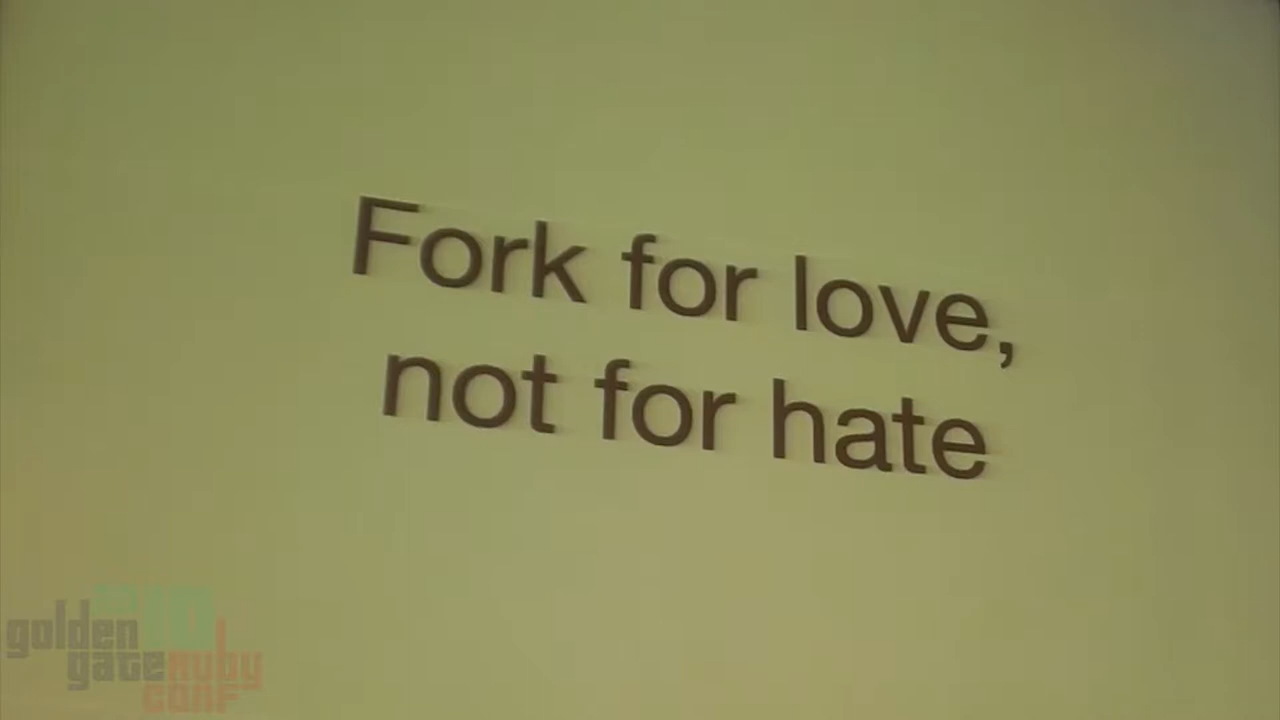 Fork for love,
not for hate
golden
gate ruby
conf